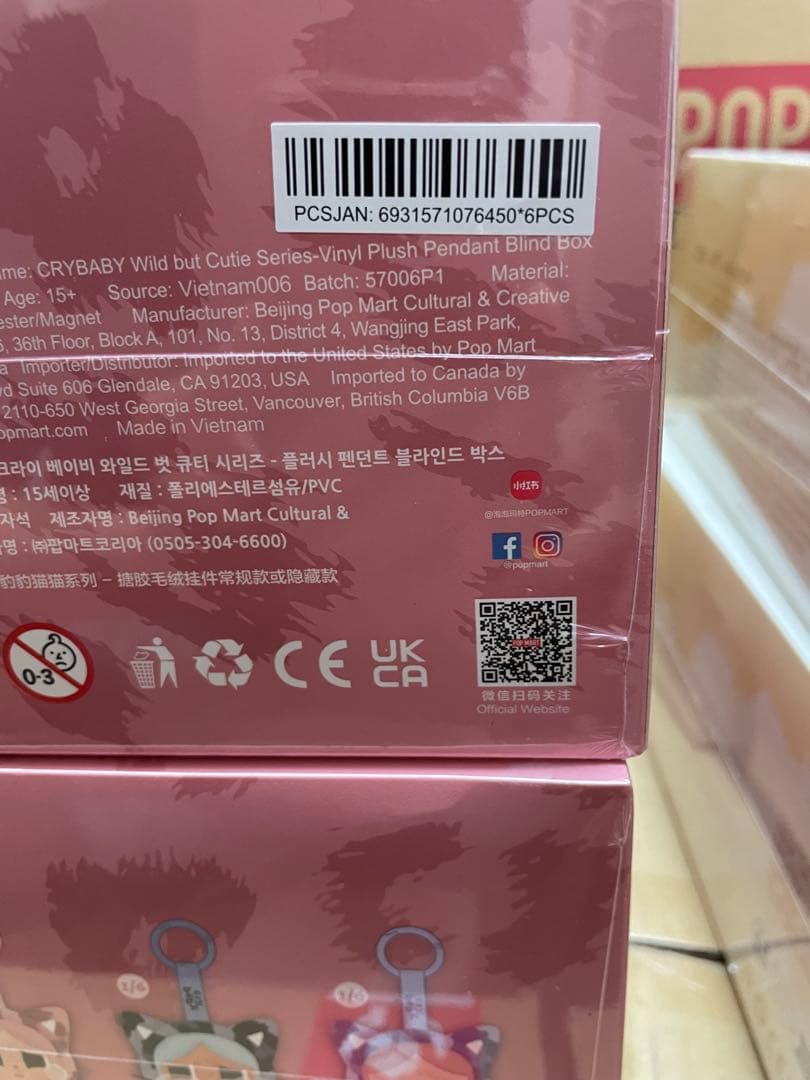 POP
PCSJAN: 6931571076450*6PCS
me: CRYBABY Wild but Cutie Series-Vinyl Plush Pendant Blind Box
Age: 15+ Source: Vietnam006 Batch: 57006P1 Material:
ester/Magnet Manufacturer: Beijing Pop Mart Cultural & Creative
5, 36th Floor, Block A, 101, No. 13, District 4, Wangjing East Park,
a Importer/Distributor: Imported to the United States by Pop Mart
vd Suite 606 Glendale, CA 91203, USA Imported to Canada by
2110-650 West Georgia Street, Vancouver, British Columbia V6B
opmart.com Made in Vietnam
크라이 베이비 와일드 벗 큐티 시리즈 - 플러시 펜던트 블라인드 박스
령 : 15세이상 재질 : 폴리에스테르섬유/PVC
자석 제조자명 : Beijing Pop Mart Cultural &
자명 : ㈜팝마트코리아 (0505-304-6600)
豹豹猫猫系列 – 搪胶毛绒挂件常规款或隐藏款
小红书
@泡泡玛特POPMART
@popmart
0-3
CE
UK
CA
POP MART
微信扫码关注
Official Website
1/6
1/6